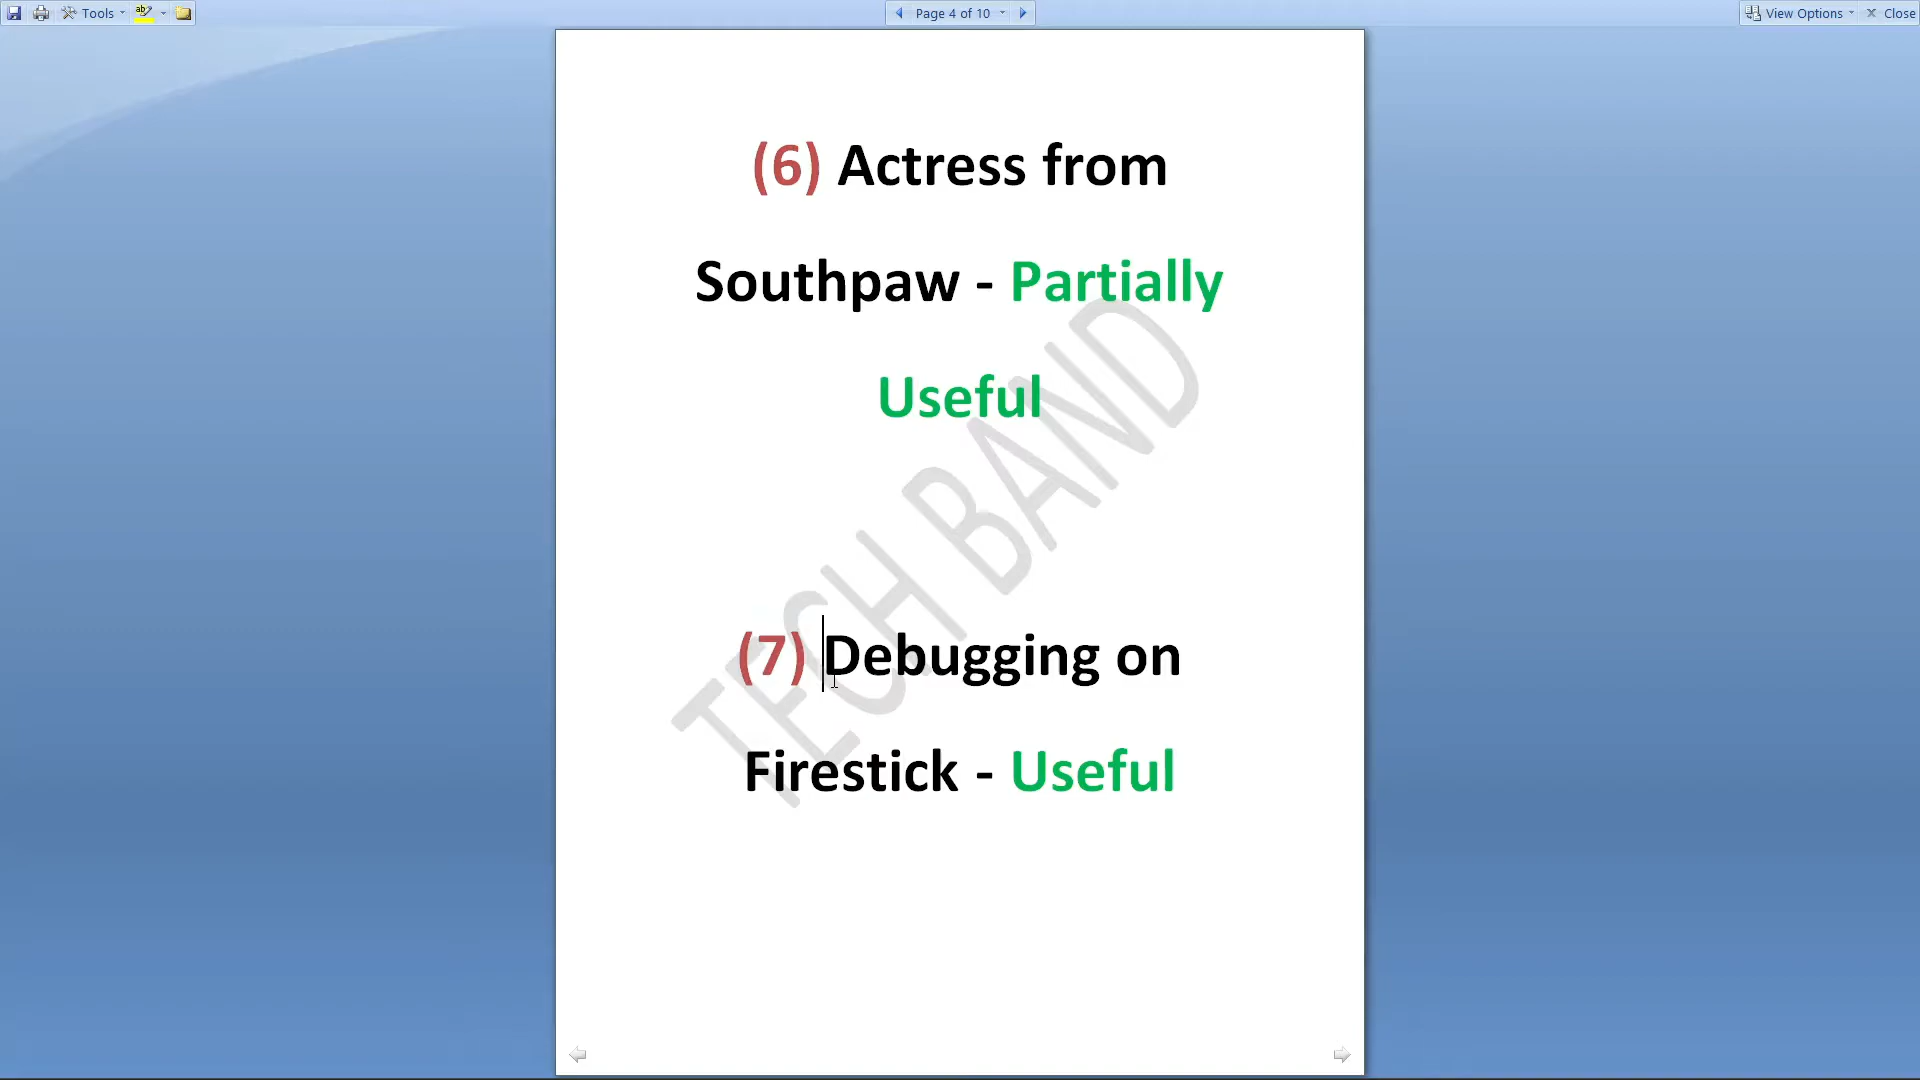 Tools
Page 4 of 10
View Options
Close
(6) Actress from
Southpaw - Partially
Useful
TECH BAND
(7) Debugging on
Firestick - Useful